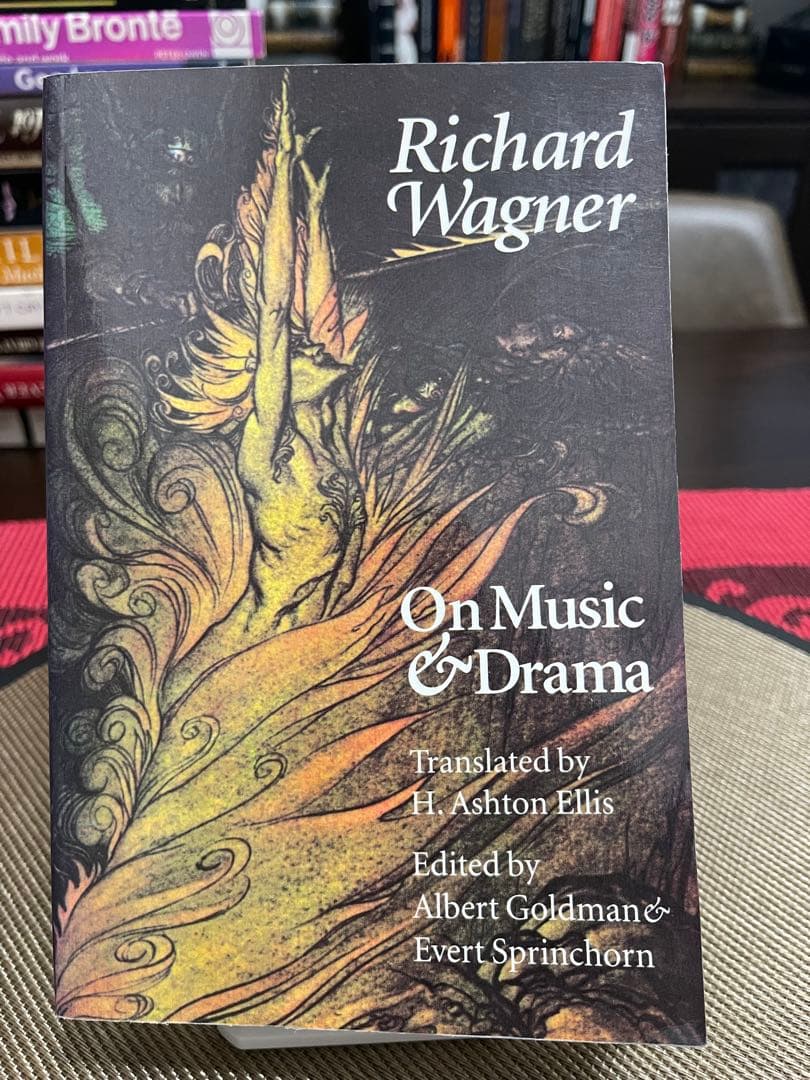 Richard
Wagner
On Music
& Drama
Translated by
H. Ashton Ellis
Edited by
Albert Goldman &
Evert Sprinchorn
mily Brontë